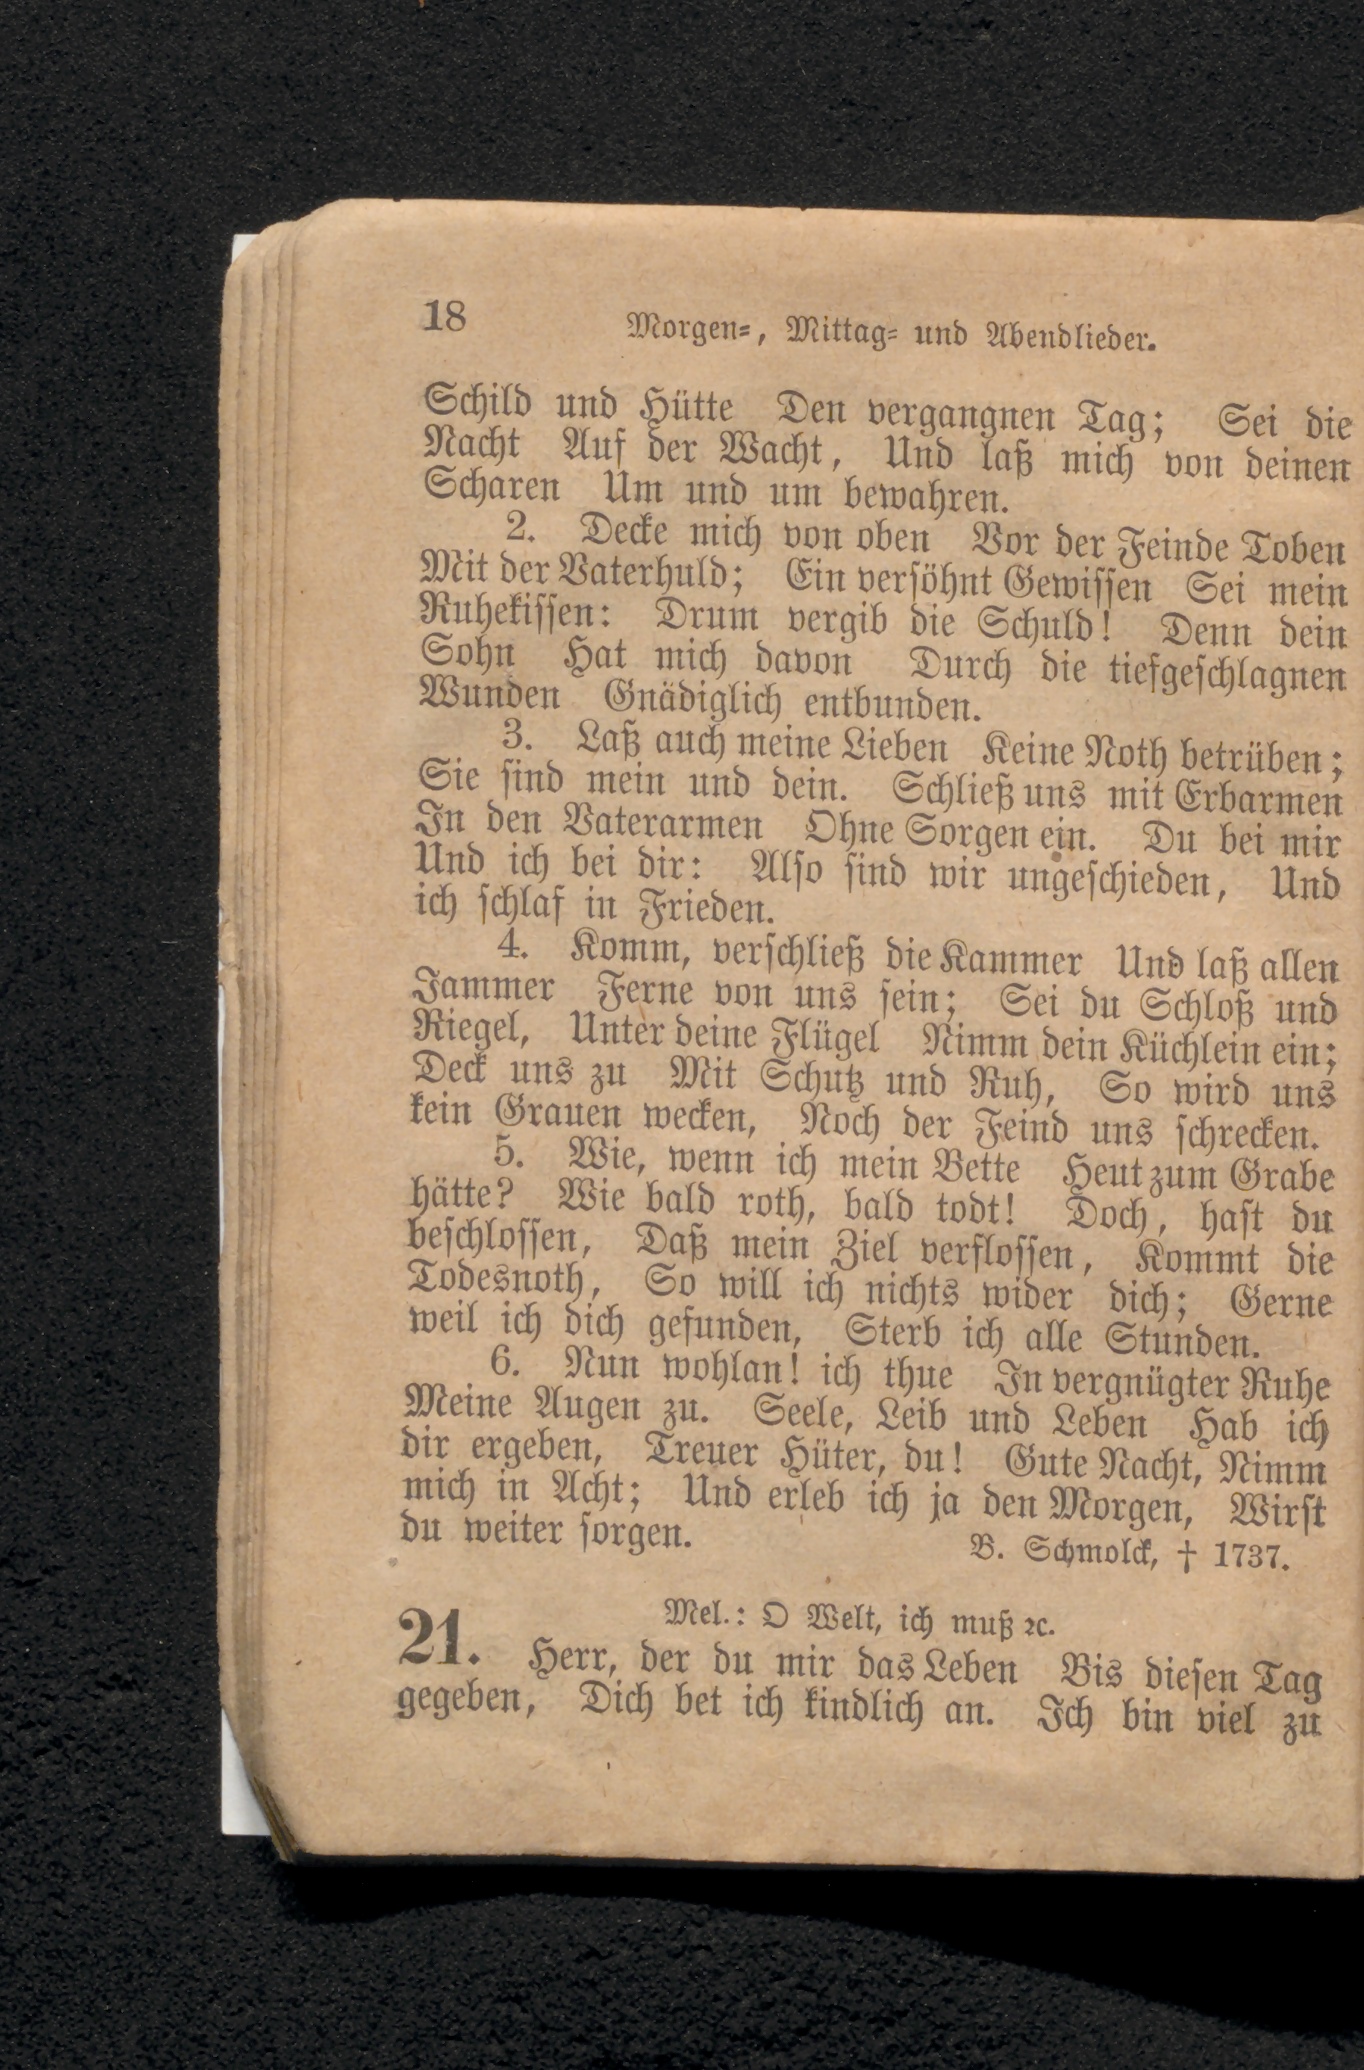 18
Morgen-, Mittag- und Abendlieder.
Schild und Hütte Den vergangnen Tag; Sei die
Nacht Auf der Wacht, Und laß mich von deinen
Scharen Um und um bewahren.
2. Decke mich von oben Vor der Feinde Toben
Mit der Vaterhuld; Ein versöhnt Gewissen Sei mein
Ruhekissen: Drum vergib die Schuld! Denn dein
Sohn Hat mich davon Durch die tiefgeschlagnen
Wunden Gnädiglich entbunden.
3. Laß auch meine Lieben Keine Noth betrüben;
Sie sind mein und dein. Schließ uns mit Erbarmen
In den Vaterarmen Ohne Sorgen ein. Du bei mir
Und ich bei dir: Also sind wir ungeschieden, Und
ich schlaf in Frieden.
4. Komm, verschließ die Kammer Und laß allen
Jammer Ferne von uns sein; Sei du Schloß und
Riegel, Unter deine Flügel Nimm dein Küchlein ein;
Deck uns zu Mit Schutz und Ruh, So wird uns
kein Grauen wecken, Noch der Feind uns schrecken.
5. Wie, wenn ich mein Bette Heut zum Grabe
hätte? Wie bald roth, bald todt! Doch, hast du
beschlossen, Daß mein Ziel verflossen, Kommt die
Todesnoth, So will ich nichts wider dich; Gerne
weil ich dich gefunden, Sterb ich alle Stunden.
6. Nun wohlan! ich thue In vergnügter Ruhe
Meine Augen zu. Seele, Leib und Leben Hab ich
dir ergeben, Treuer Hüter, du! Gute Nacht, Nimm
mich in Acht; Und erleb ich ja den Morgen, Wirst
du weiter sorgen.
B. Schmolck, † 1737.
Mel.: O Welt, ich muß ꝛc.
21. Herr, der du mir das Leben Bis diesen Tag
gegeben, Dich bet ich kindlich an. Ich bin viel zu